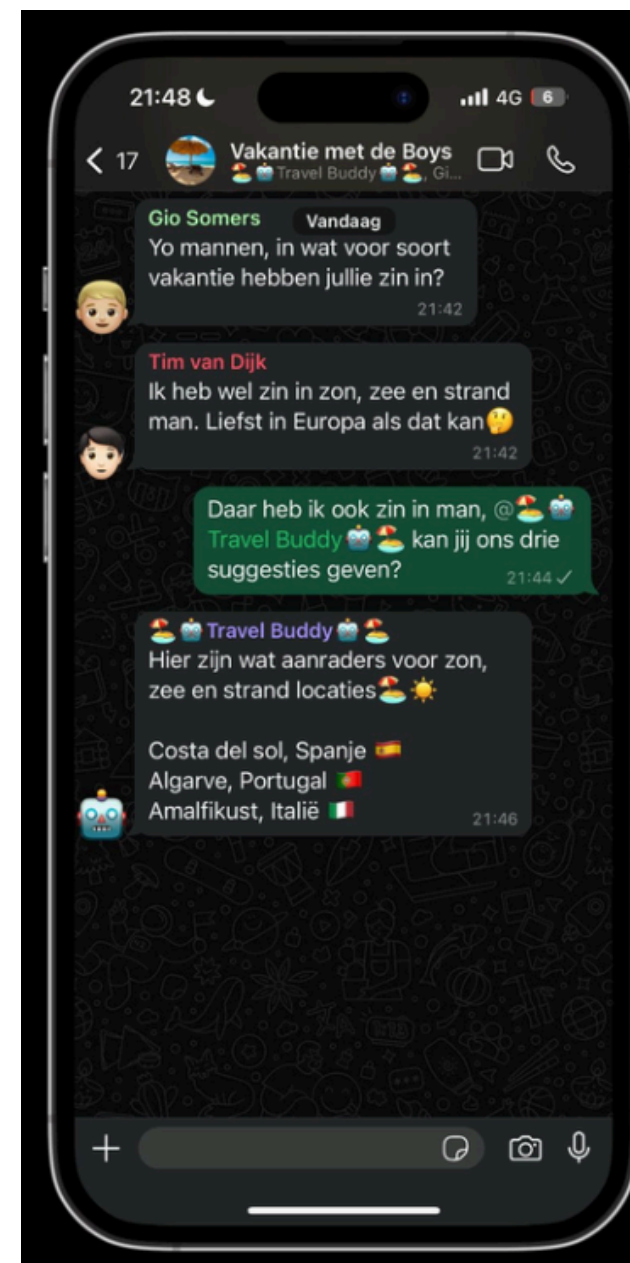 21:48 4G 6
17 Vakantie met de Boys
🏖️🤖Travel Buddy🤖🏖️, Gi...
Gio Somers Vandaag
Yo mannen, in wat voor soort
vakantie hebben jullie zin in?
21:42
Tim van Dijk
Ik heb wel zin in zon, zee en strand
man. Liefst in Europa als dat kan🤔
21:42
Daar heb ik ook zin in man, @🏖️🤖
Travel Buddy🤖🏖️ kan jij ons drie
suggesties geven?
21:44
🏖️🤖Travel Buddy🤖🏖️
Hier zijn wat aanraders voor zon,
zee en strand locaties🏖️☀️
Costa del sol, Spanje 🇪🇸
Algarve, Portugal 🇵🇹
Amalfikust, Italië 🇮🇹
21:46